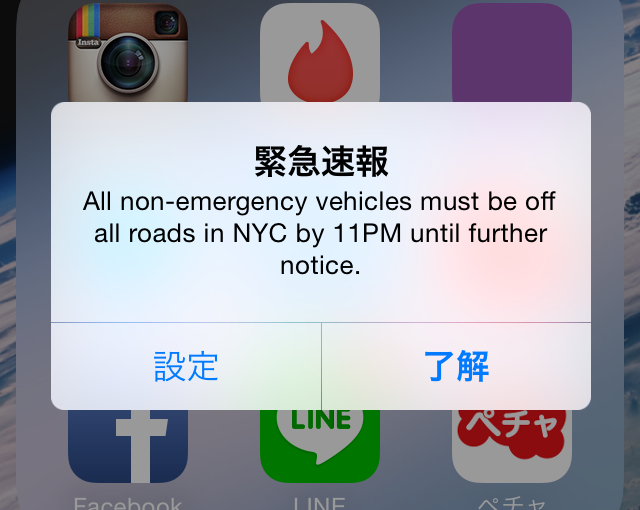 Insta
緊急速報
All non-emergency vehicles must be off
all roads in NYC by 11PM until further
notice.
設定
了解
LINE
ペチャ
Facebook
LINE
ペチャ